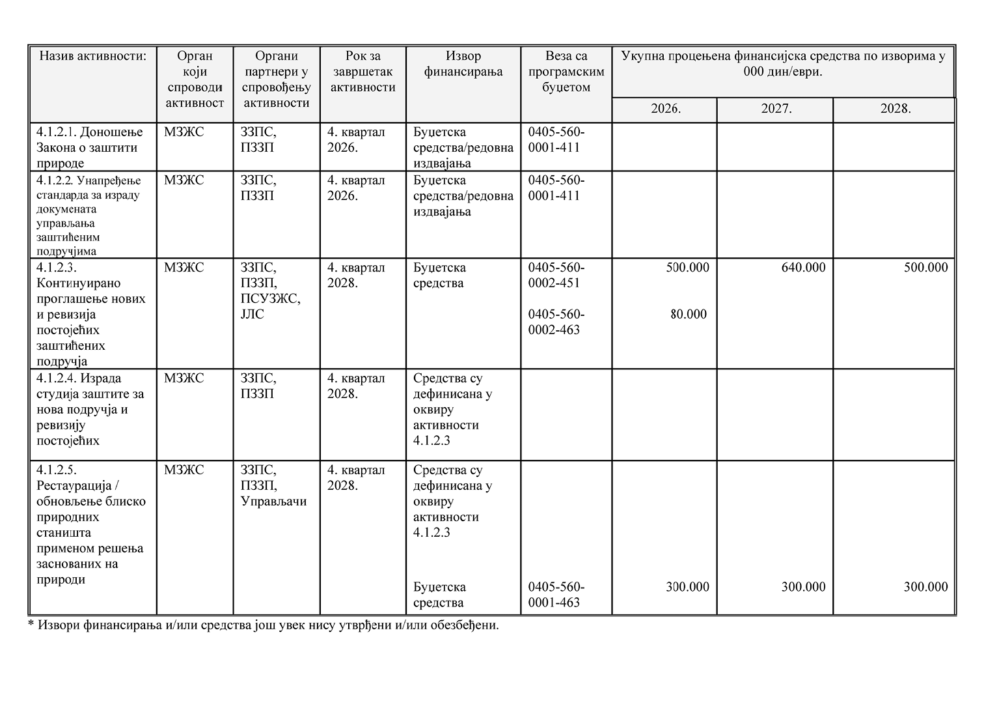 Назив активности:
Орган
који
спроводи
активност
Органи
партнери у
спровођењу
активности
Рок за
завршетак
активности
Извор
финансирања
Веза са
програмским
буџетом
Укупна процењена финансијска средства по изворима у
000 дин/еври.
2026.
2027.
2028.
4.1.2.1. Доношење
Закона о заштити
природе
МЗЖС
ЗЗПС,
ПЗЗП
4. квартал
2026.
Буџетска
средства/редовна
издвајања
0405-560-
0001-411
4.1.2.2. Унапређење
стандарда за израду
докумената
управљања
заштићеним
подручјима
МЗЖС
ЗЗПС,
ПЗЗП
4. квартал
2026.
Буџетска
средства/редовна
издвајања
0405-560-
0001-411
4.1.2.3.
Континуирано
проглашење нових
и ревизија
постојећих
заштићених
подручја
МЗЖС
ЗЗПС,
ПЗЗП,
ПСУЗЖС,
ЈЛС
4. квартал
2028.
Буџетска
средства
0405-560-
0002-451
0405-560-
0002-463
500.000
80.000
640.000
500.000
4.1.2.4. Израда
студија заштите за
нова подручја и
ревизију
постојећих
МЗЖС
ЗЗПС,
ПЗЗП
4. квартал
2028.
Средства су
дефинисана у
оквиру
активности
4.1.2.3
4.1.2.5.
Рестаурација /
обновљење блиско
природних
станишта
применом решења
заснованих на
природи
МЗЖС
ЗЗПС,
ПЗЗП,
Управљачи
4. квартал
2028.
Средства су
дефинисана у
оквиру
активности
4.1.2.3
Буџетска
средства
0405-560-
0001-463
300.000
300.000
300.000
* Извори финансирања и/или средства још увек нису утврђени и/или обезбеђени.